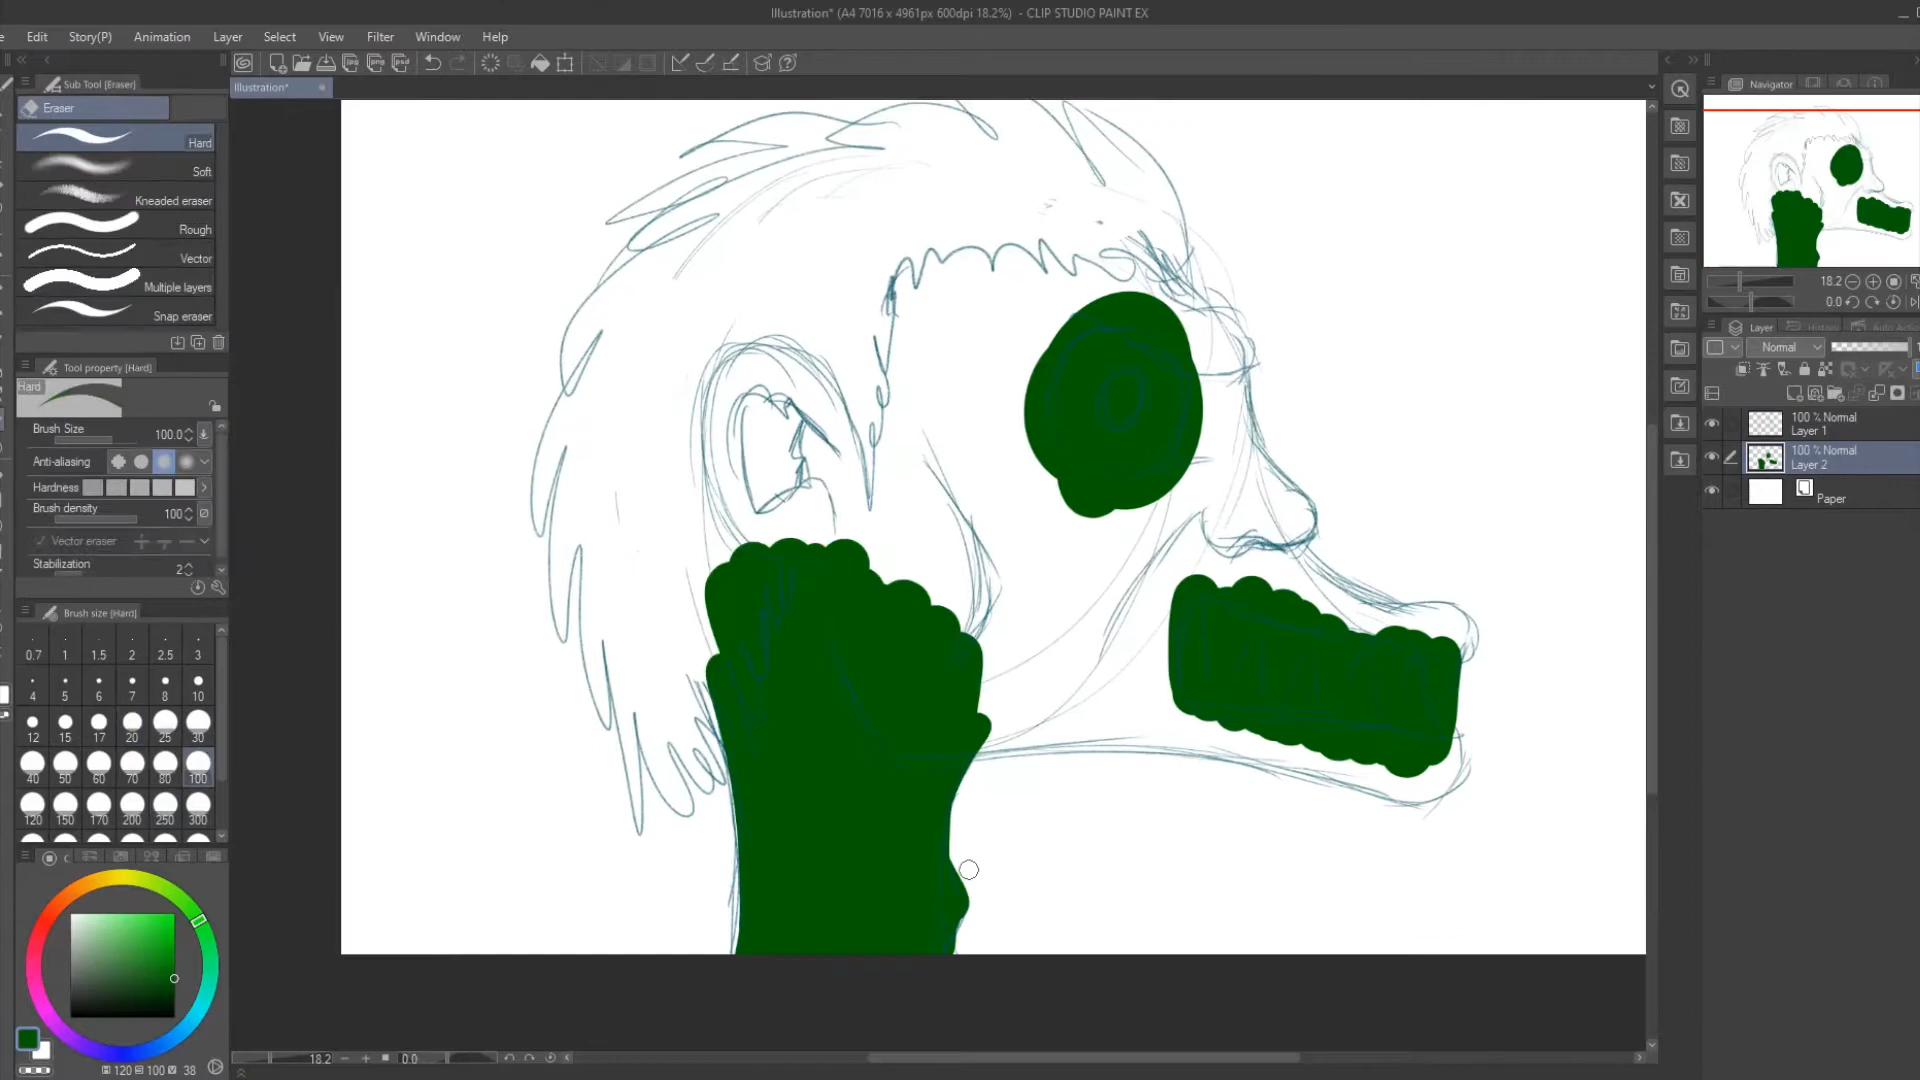 Illustration* (A4 7016 x 4961px 600dpi 18.2%) - CLIP STUDIO PAINT EX
Edit Story(P) Animation Layer Select View Filter Window Help
Sub Tool [Eraser]
Eraser
Hard
Soft
Kneaded eraser
Rough
Vector
Multiple layers
Snap eraser
Tool property [Hard]
Hard
Brush Size 100.0
Anti-aliasing
Hardness
Brush density 100
Vector eraser
Stabilization 2
Brush size [Hard]
0.7 1 1.5 2 2.5 3
4 5 6 7 8 10
12 15 17 20 25 30
40 50 60 70 80 100
120 150 170 200 250 300
120 100 38
Illustration*
18.2 0.0
Navigator
18.2
0.0
Layer History Auto Action
Normal
100 % Normal
Layer 1
100 % Normal
Layer 2
Paper